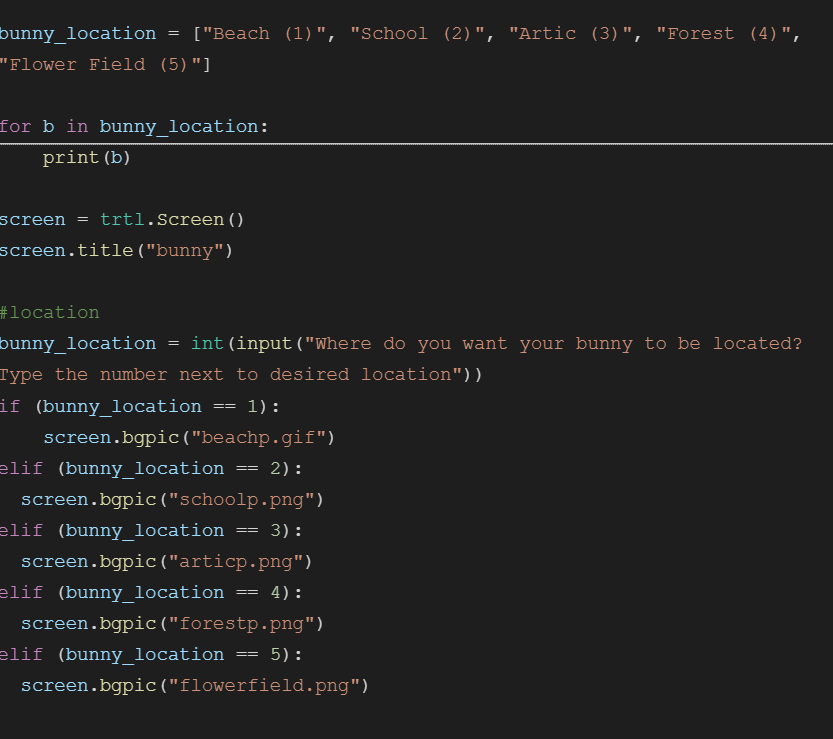 bunny_location = ["Beach (1)", "School (2)", "Artic (3)", "Forest (4)",
"Flower Field (5)"]
for b in bunny_location:
    print(b)
screen = trtl.Screen()
screen.title("bunny")
#location
bunny_location = int(input("Where do you want your bunny to be located?
Type the number next to desired location"))
if (bunny_location == 1):
    screen.bgpic("beachp.gif")
elif (bunny_location == 2):
  screen.bgpic("schoolp.png")
elif (bunny_location == 3):
  screen.bgpic("articp.png")
elif (bunny_location == 4):
  screen.bgpic("forestp.png")
elif (bunny_location == 5):
  screen.bgpic("flowerfield.png")